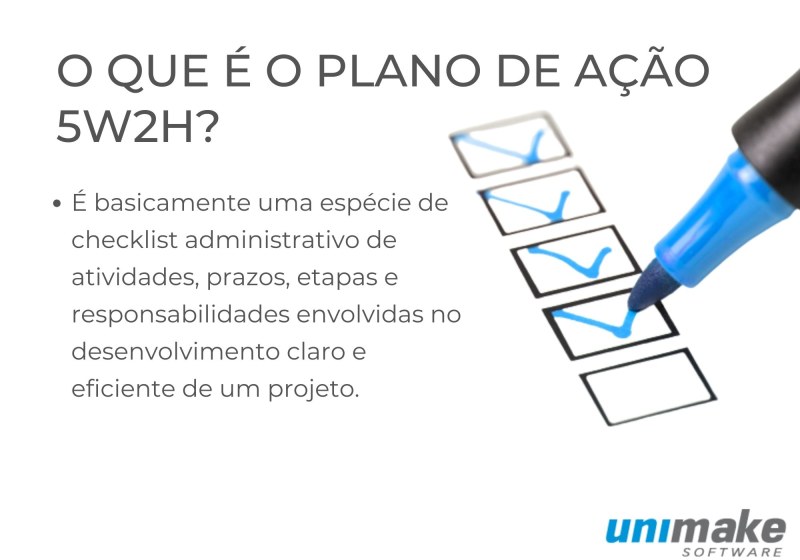 O QUE É O PLANO DE AÇÃO
5W2H?
• É basicamente uma espécie de
checklist administrativo de
atividades, prazos, etapas e
responsabilidades envolvidas no
desenvolvimento claro e
eficiente de um projeto.
unimake
SOFTWARE